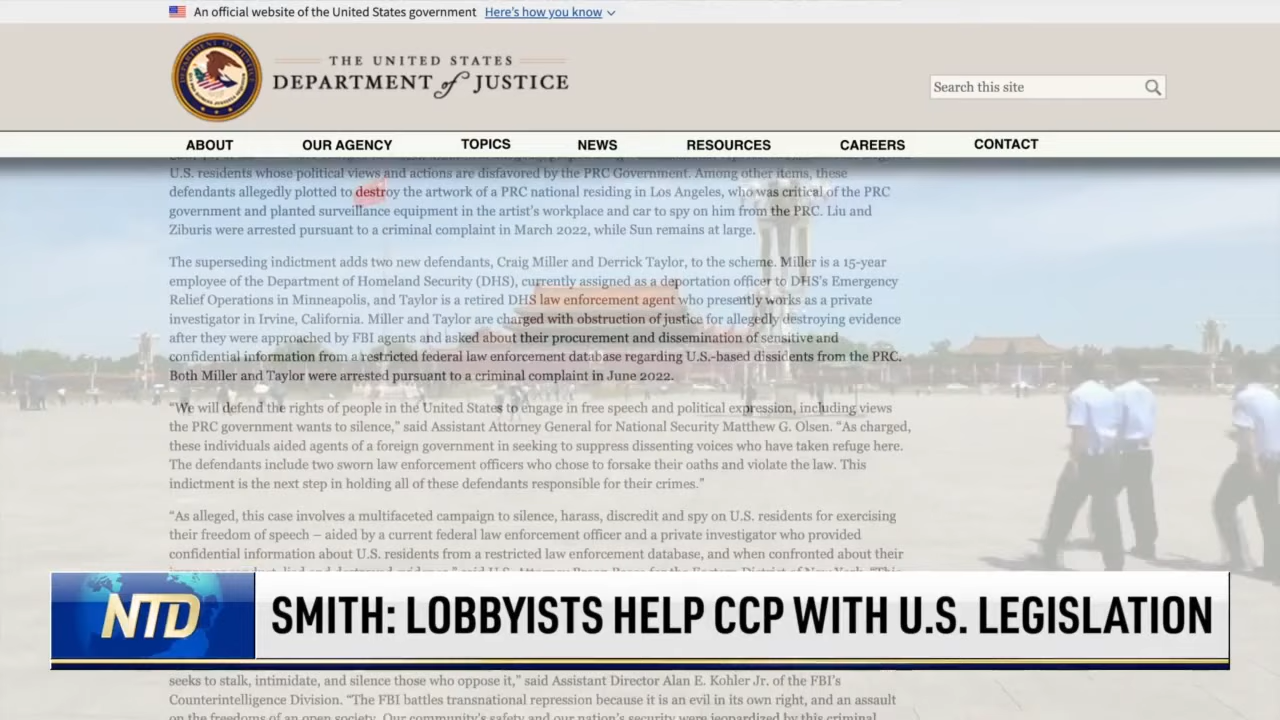 An official website of the United States government Here's how you know
THE UNITED STATES
DEPARTMENT of JUSTICE
Search this site
ABOUT OUR AGENCY TOPICS NEWS RESOURCES CAREERS CONTACT
U.S. residents whose political views and actions are disfavored by the PRC Government. Among other items, these
defendants allegedly plotted to destroy the artwork of a PRC national residing in Los Angeles, who was critical of the PRC
government and planted surveillance equipment in the artist's workplace and car to spy on him from the PRC. Liu and
Ziburis were arrested pursuant to a criminal complaint in March 2022, while Sun remains at large.
The superseding indictment adds two new defendants, Craig Miller and Derrick Taylor, to the scheme. Miller is a 15-year
employee of the Department of Homeland Security (DHS), currently assigned as a deportation officer to DHS's Emergency
Relief Operations in Minneapolis, and Taylor is a retired DHS law enforcement agent who presently works as a private
investigator in Irvine, California. Miller and Taylor are charged with obstruction of justice for allegedly destroying evidence
after they were approached by FBI agents and asked about their procurement and dissemination of sensitive and
confidential information from a restricted federal law enforcement database regarding U.S.-based dissidents from the PRC.
Both Miller and Taylor were arrested pursuant to a criminal complaint in June 2022.
“We will defend the rights of people in the United States to engage in free speech and political expression, including views
the PRC government wants to silence,” said Assistant Attorney General for National Security Matthew G. Olsen. “As charged,
these individuals aided agents of a foreign government in seeking to suppress dissenting voices who have taken refuge here.
The defendants include two sworn law enforcement officers who chose to forsake their oaths and violate the law. This
indictment is the next step in holding all of these defendants responsible for their crimes.”
“As alleged, this case involves a multifaceted campaign to silence, harass, discredit and spy on U.S. residents for exercising
their freedom of speech – aided by a current federal law enforcement officer and a private investigator who provided
confidential information about U.S. residents from a restricted law enforcement database, and when confronted about their
NTD
SMITH: LOBBYISTS HELP CCP WITH U.S. LEGISLATION
seeks to stalk, intimidate, and silence those who oppose it,” said Assistant Director Alan E. Kohler Jr. of the FBI's
Counterintelligence Division. “The FBI battles transnational repression because it is an evil in its own right, and an assault
on the freedoms of an open society. Our community's safety and our nation's security were jeopardized by this criminal